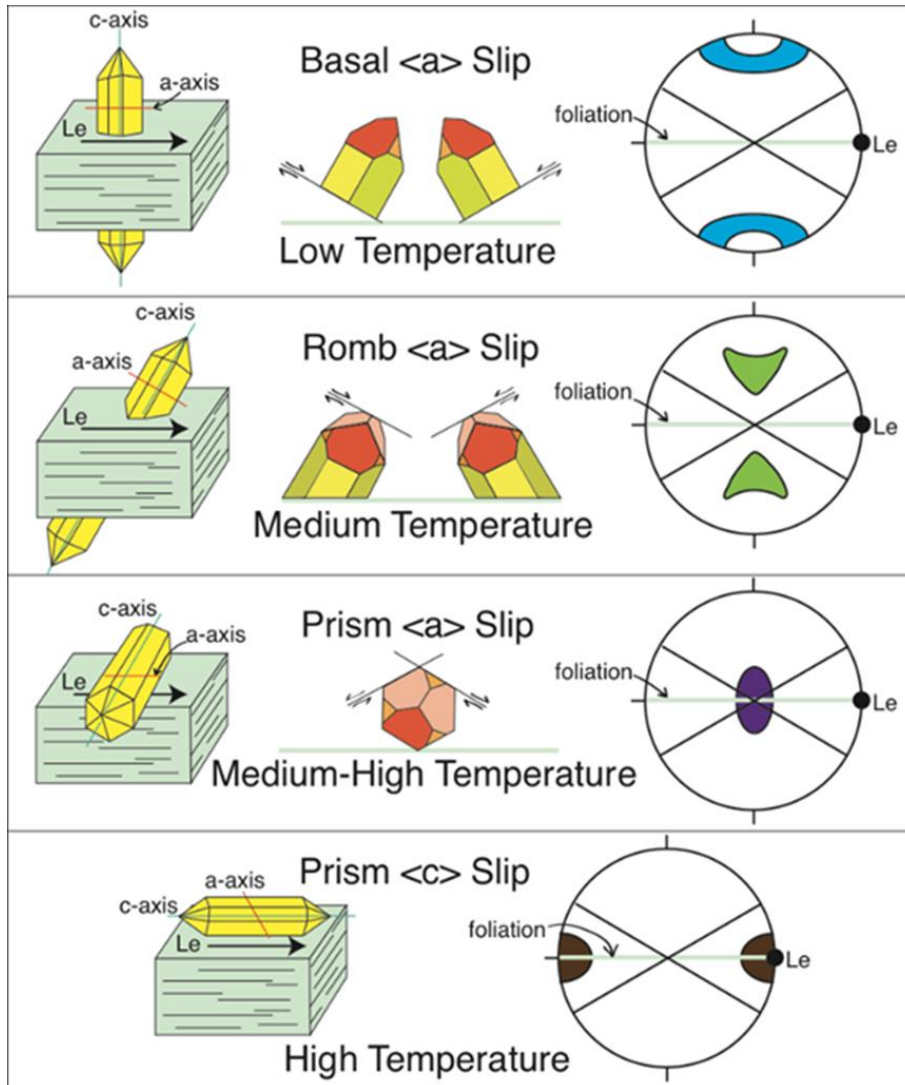 c-axis
a-axis
Le
Basal <a> Slip
Low Temperature
foliation
Le
c-axis
a-axis
Le
Romb <a> Slip
Medium Temperature
foliation
Le
c-axis
a-axis
Le
Prism <a> Slip
Medium-High Temperature
foliation
Le
Prism <c> Slip
a-axis
c-axis
Le
High Temperature
foliation
Le